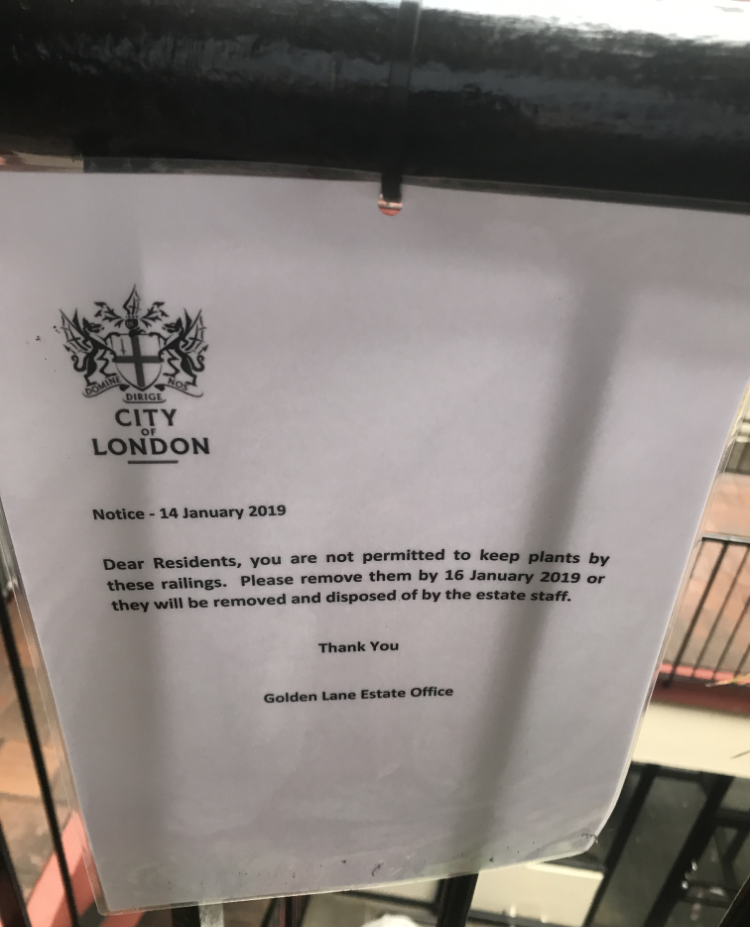 DOMINE DIRIGE NOS
CITY
OF
LONDON
Notice - 14 January 2019
Dear Residents, you are not permitted to keep plants by
these railings. Please remove them by 16 January 2019 or
they will be removed and disposed of by the estate staff.
Thank You
Golden Lane Estate Office